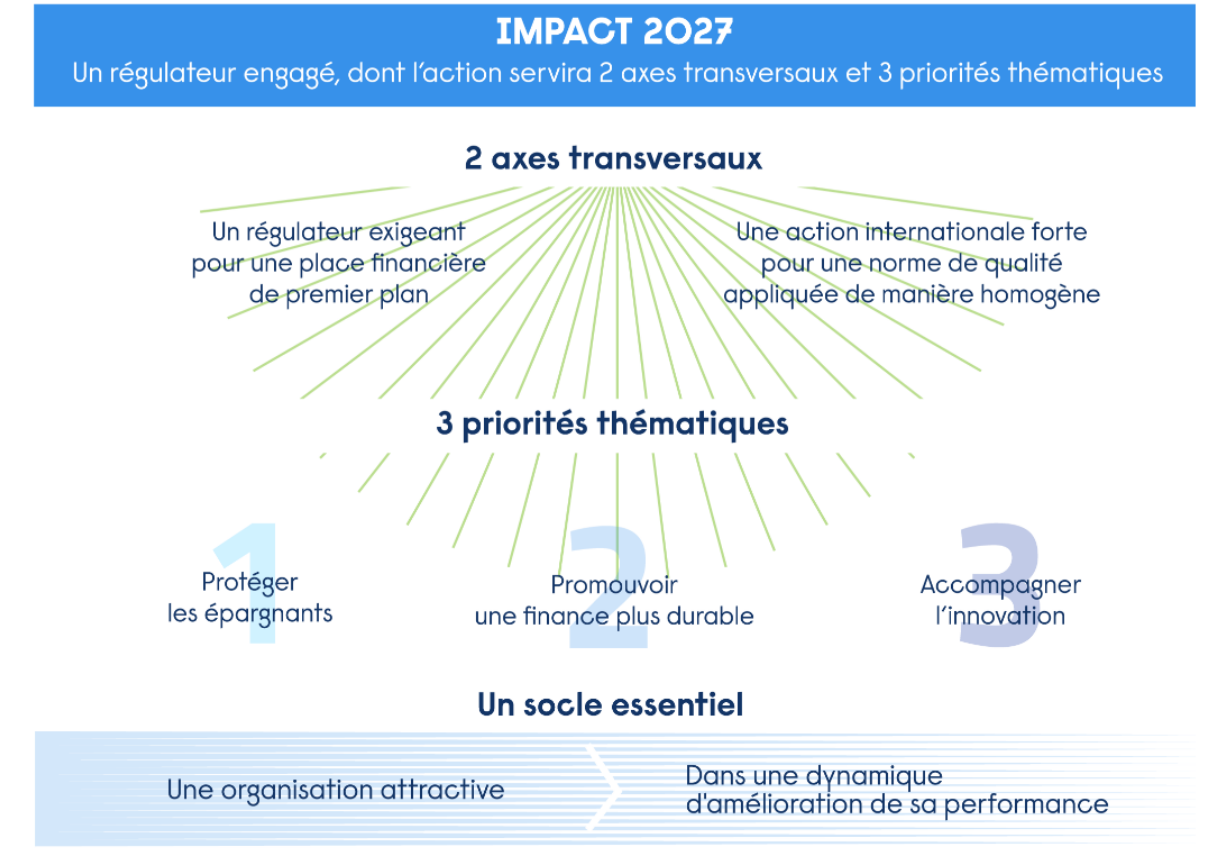 IMPACT 2027
Un régulateur engagé, dont l'action servira 2 axes transversaux et 3 priorités thématiques
2 axes transversaux
Un régulateur exigeant
pour une place financière
de premier plan
Une action internationale forte
pour une norme de qualité
appliquée de manière homogène
3 priorités thématiques
1
Protéger
les épargnants
2
Promouvoir
une finance plus durable
3
Accompagner
l'innovation
Un socle essentiel
Une organisation attractive
Dans une dynamique
d'amélioration de sa performance